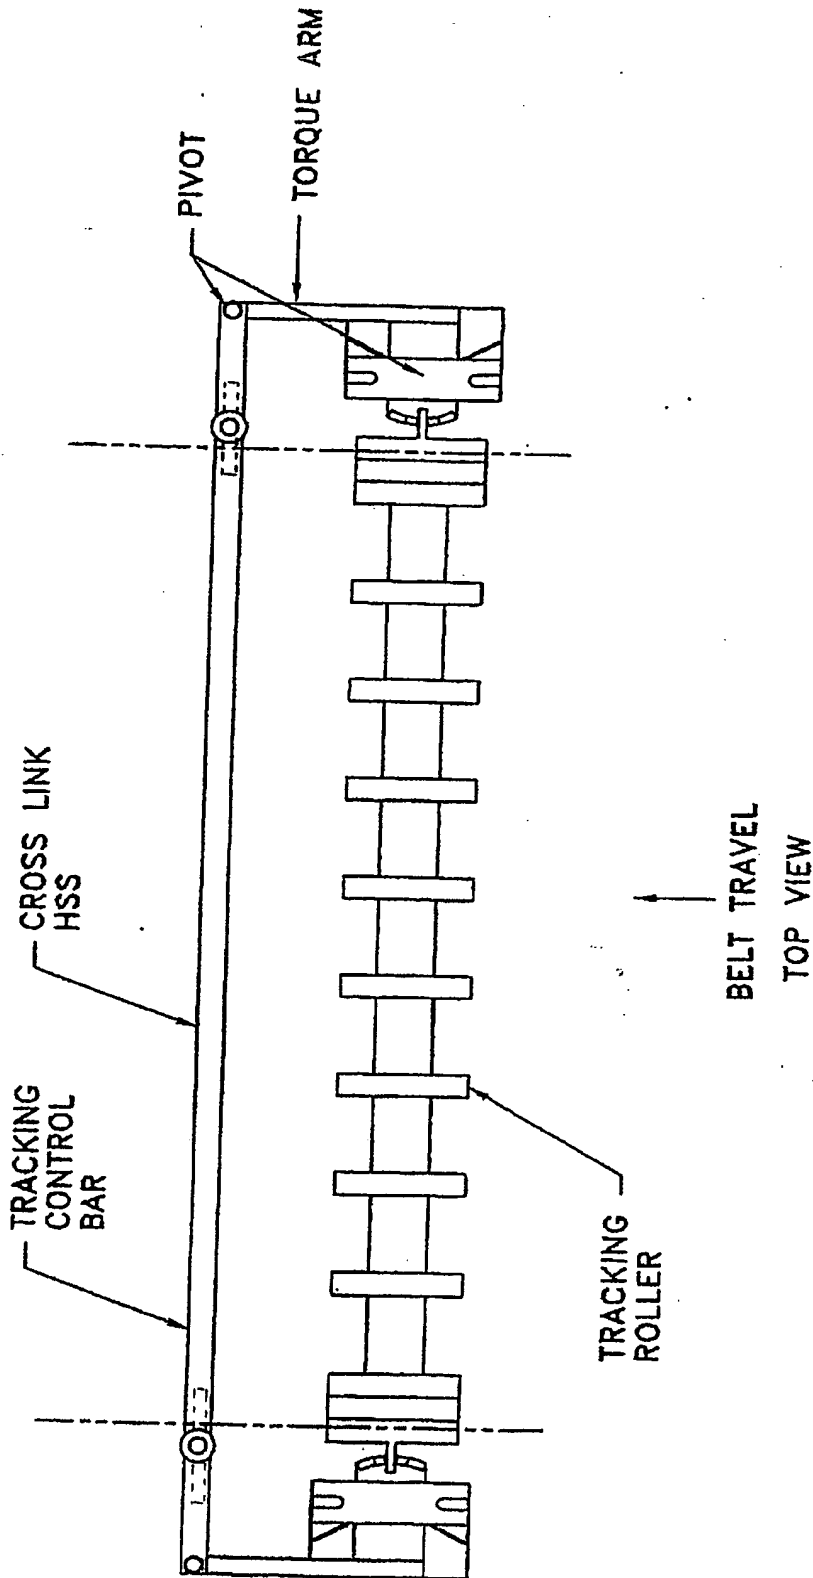 TRACKING
CONTROL
BAR
CROSS LINK
HSS
PIVOT
TORQUE ARM
TRACKING
ROLLER
BELT TRAVEL
TOP VIEW